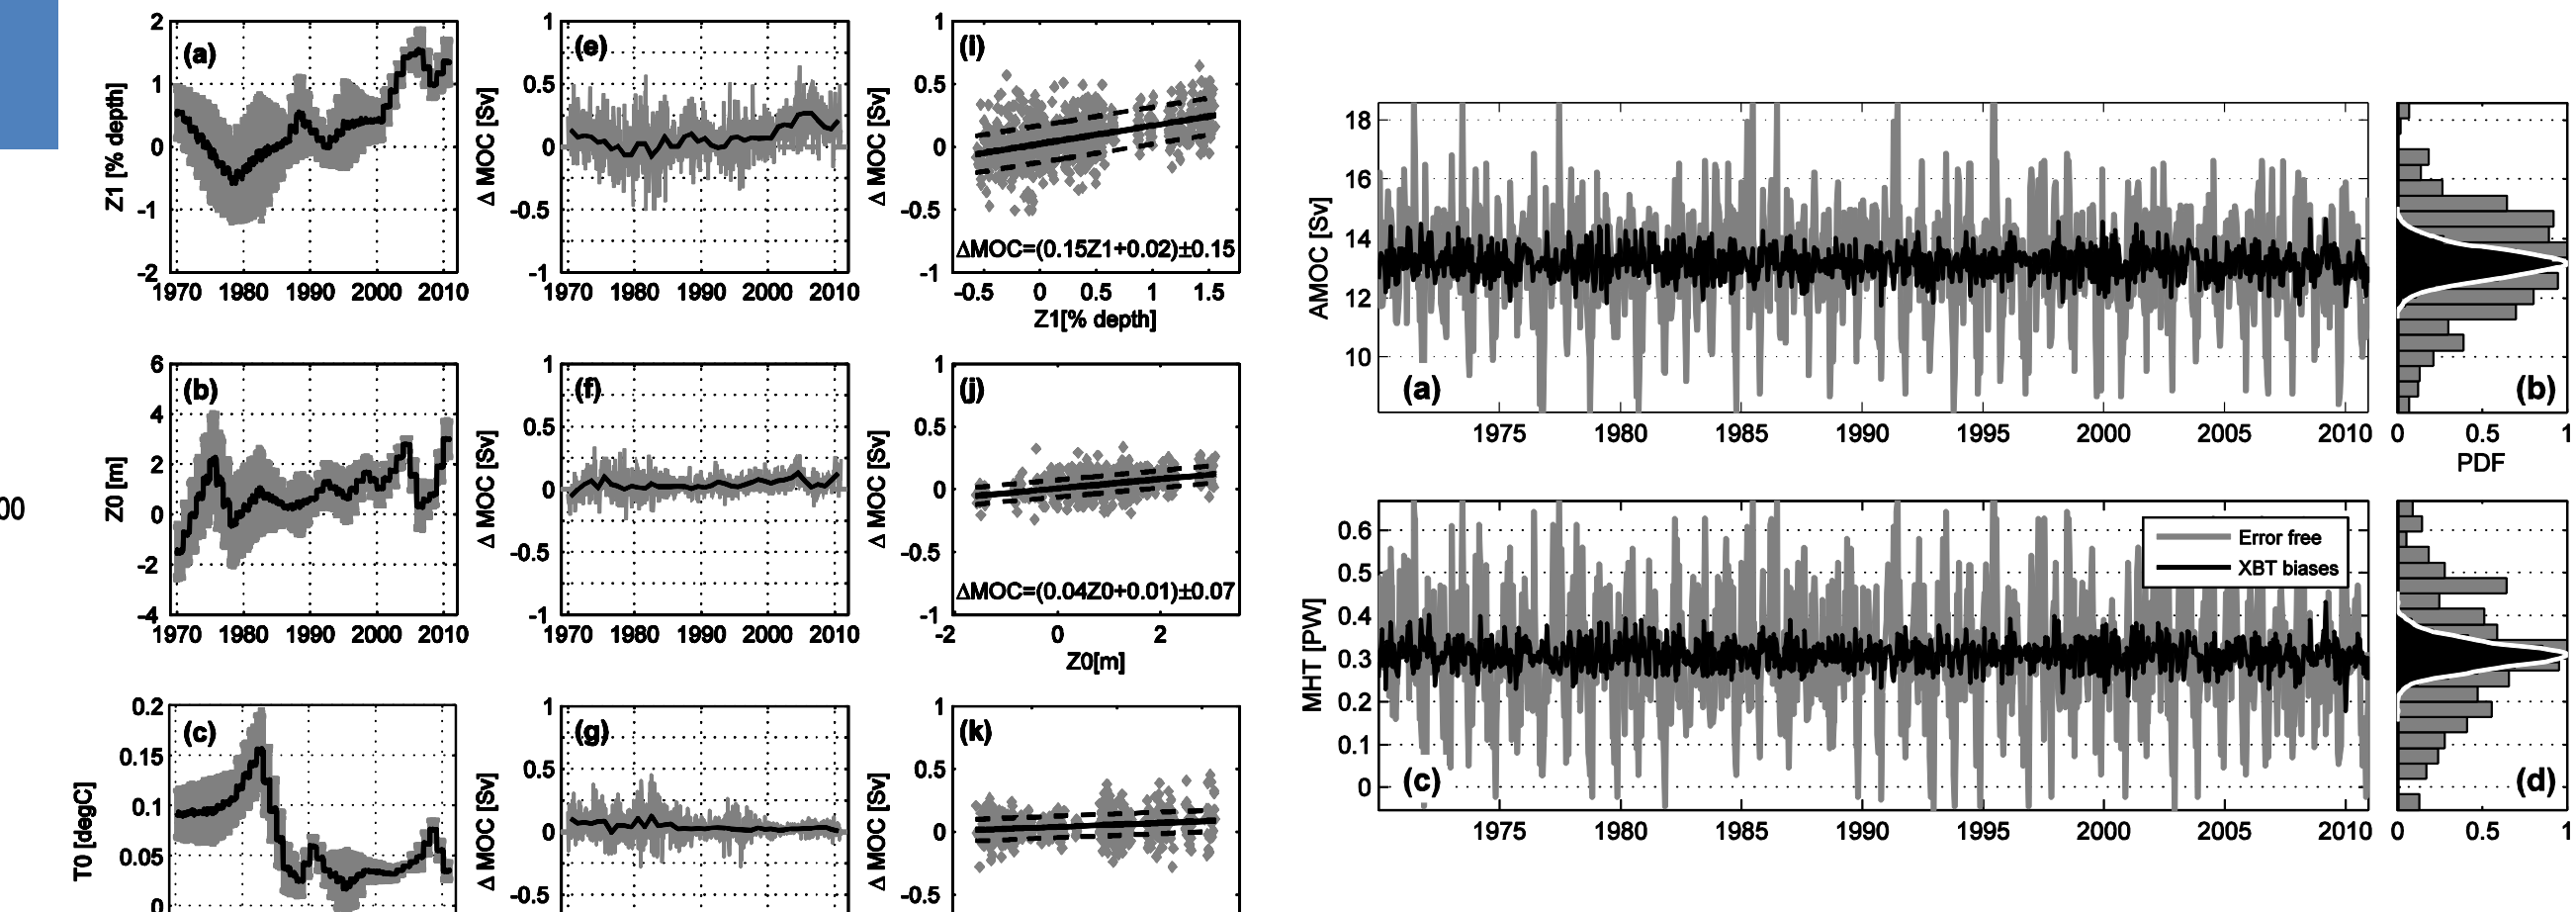 2
1
0
-1
-2
Z1 [% depth]
(a)
1970 1980 1990 2000 2010
1
0.5
0
-0.5
-1
Δ MOC [Sv]
(e)
1970 1980 1990 2000 2010
1
0.5
0
-0.5
-1
Δ MOC [Sv]
(i)
ΔMOC=(0.15Z1+0.02)±0.15
-0.5 0 0.5 1 1.5
Z1[% depth]
6
4
2
0
-2
-4
Z0 [m]
(b)
1970 1980 1990 2000 2010
1
0.5
0
-0.5
-1
Δ MOC [Sv]
(f)
1970 1980 1990 2000 2010
1
0.5
0
-0.5
-1
Δ MOC [Sv]
(j)
ΔMOC=(0.04Z0+0.01)±0.07
-2 0 2
Z0[m]
00
0.2
0.15
0.1
0.05
0
T0 [degC]
(c)
1
0.5
0
-0.5
Δ MOC [Sv]
(g)
1
0.5
0
-0.5
Δ MOC [Sv]
(k)
18
16
14
12
10
AMOC [Sv]
(a)
1975 1980 1985 1990 1995 2000 2005 2010
(b)
0 0.5 1
PDF
0.6
0.5
0.4
0.3
0.2
0.1
0
MHT [PW]
Error free
XBT biases
(c)
1975 1980 1985 1990 1995 2000 2005 2010
(d)
0 0.5 1